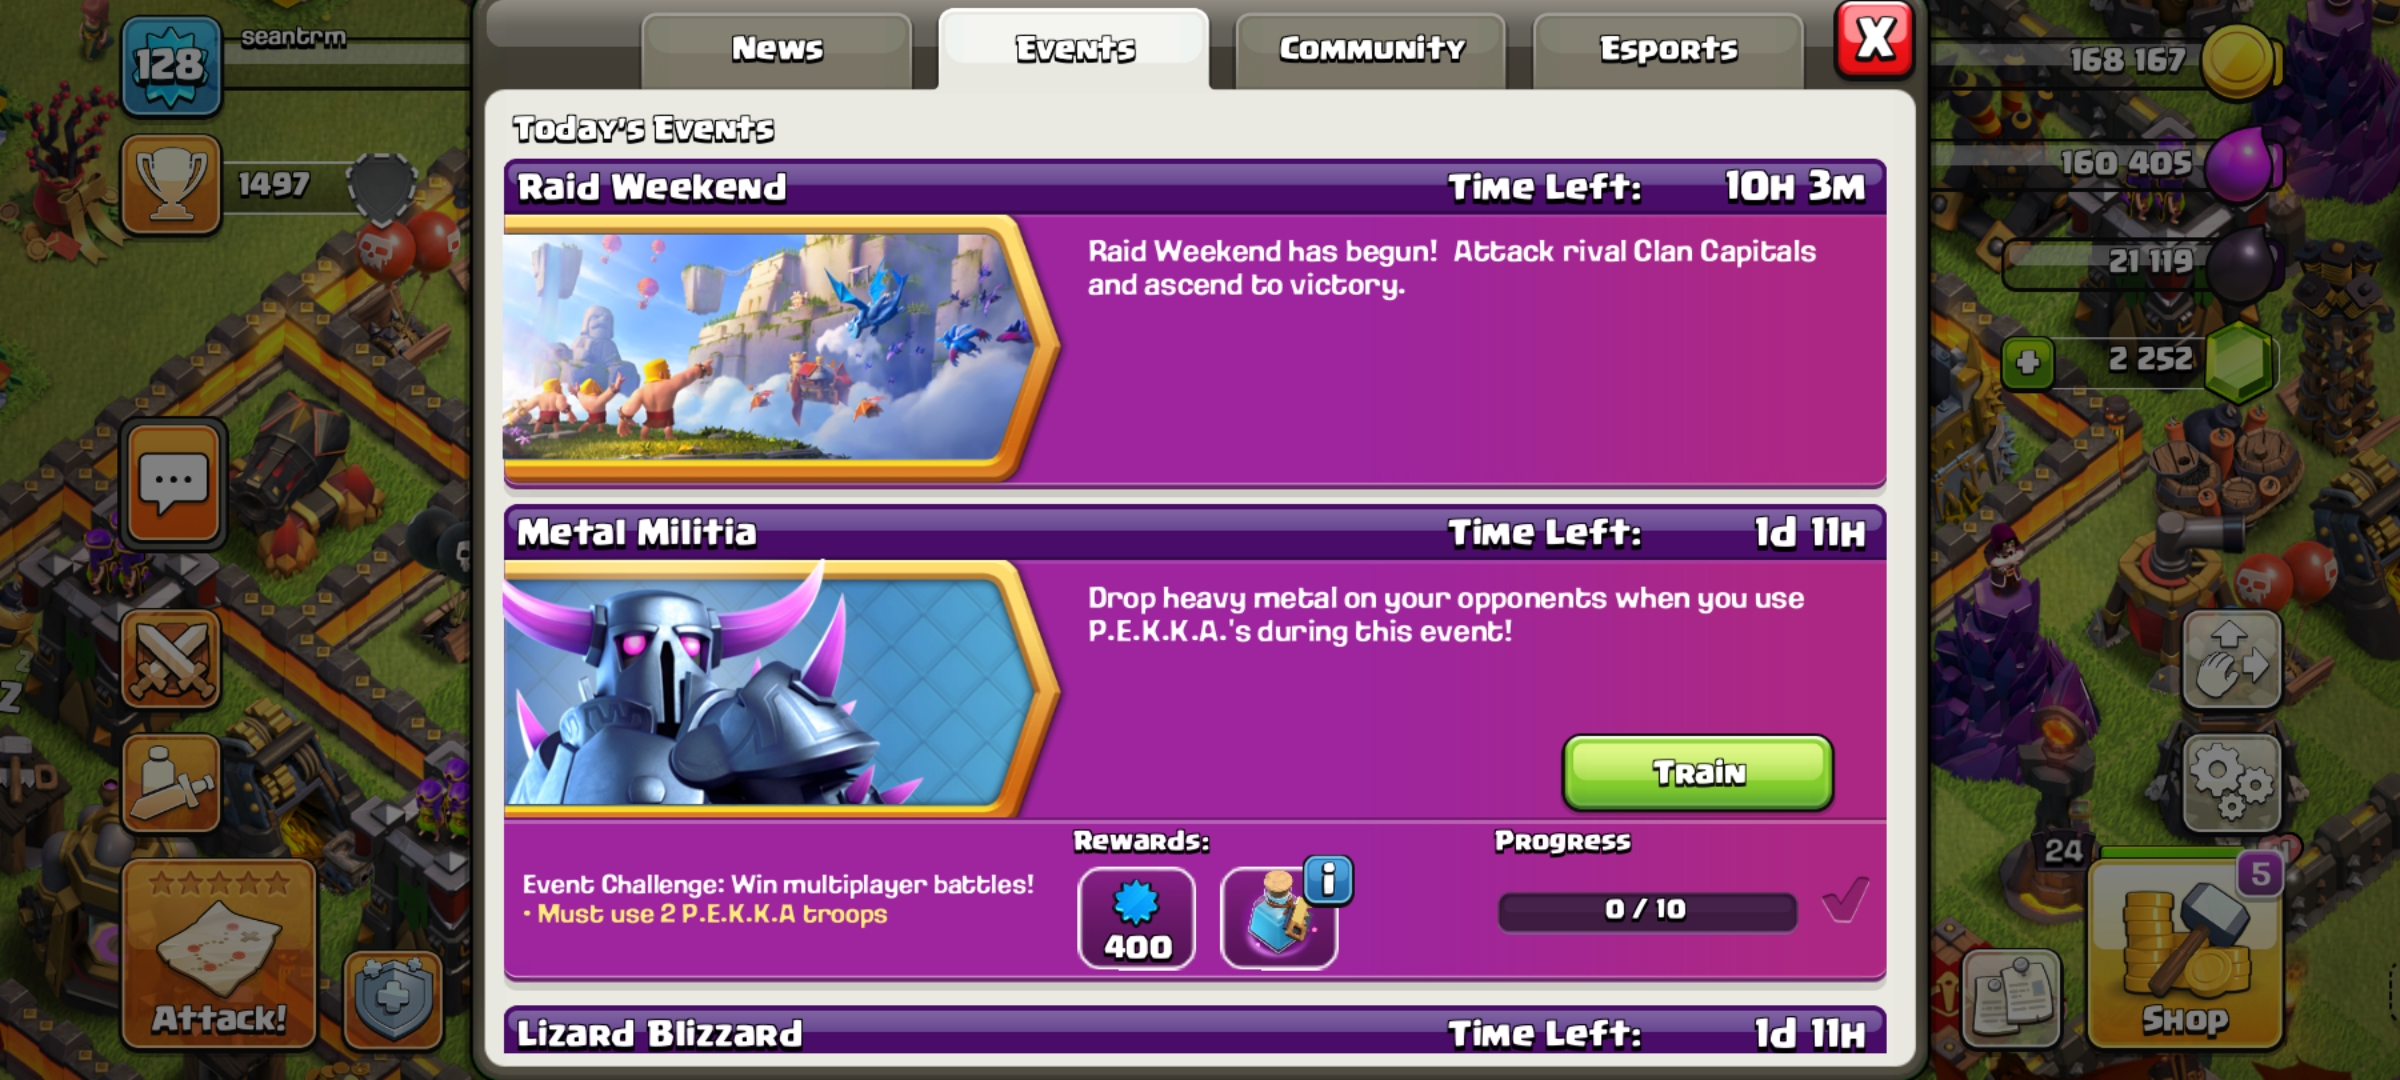 128
seantrm
1497
News
Events
Community
Esports
X
168 167
160 405
21 119
2 252
Today's Events
Raid Weekend
Time Left:
10H 3M
Raid Weekend has begun!  Attack rival Clan Capitals
and ascend to victory.
Metal Militia
Time Left:
1d 11H
Drop heavy metal on your opponents when you use
P.E.K.K.A.'s during this event!
Train
Event Challenge: Win multiplayer battles!
• Must use 2 P.E.K.K.A troops
Rewards:
400
i
Progress
0 / 10
Lizard Blizzard
Time Left:
1d 11H
Attack!
24
5
Shop